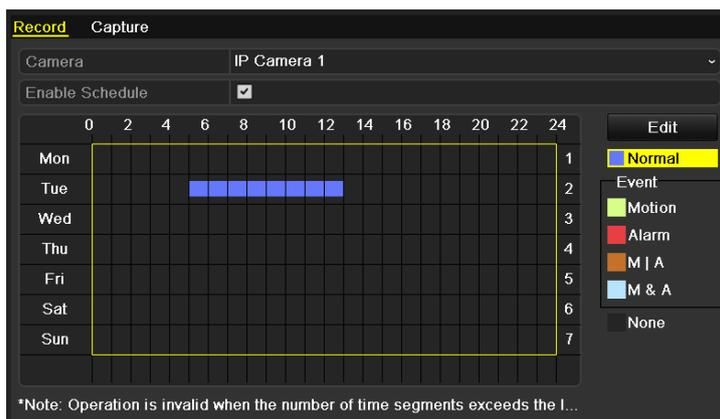 Record Capture
Camera IP Camera 1
Enable Schedule
0 2 4 6 8 10 12 14 16 18 20 22 24
Edit
Mon 1
Normal
Tue 2
Event
Wed 3
Motion
Thu 4
Alarm
Fri 5
M | A
Sat 6
M & A
Sun 7
None
*Note: Operation is invalid when the number of time segments exceeds the l...